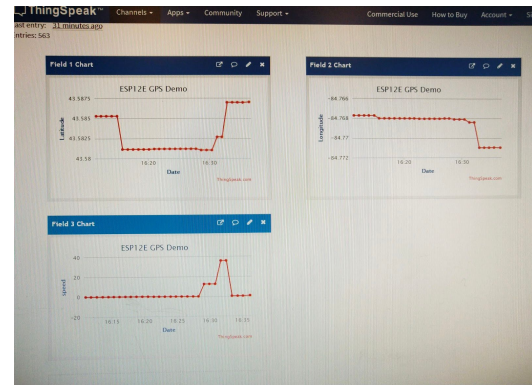 ThingSpeak™ Channels Apps Community Support Commercial Use How to Buy Account
ast entry: 31 minutes ago
ntries: 563
Field 1 Chart
ESP12E GPS Demo
43.5875
43.585
43.5825
43.58
Latitude
16:20 16:30
Date
ThingSpeak.com
Field 2 Chart
ESP12E GPS Demo
-84.766
-84.768
-84.77
-84.772
Longitude
16:20 16:30
Date
ThingSpeak.com
Field 3 Chart
ESP12E GPS Demo
40
20
0
-20
speed
16:15 16:20 16:25 16:30 16:35
Date
ThingSpeak.com